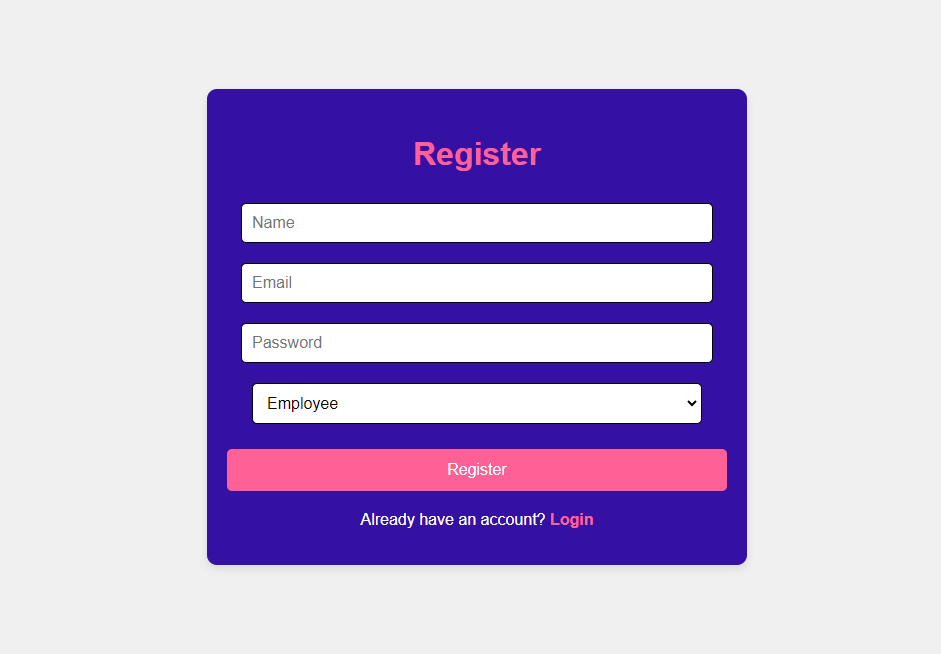 Register
Name
Email
Password
Employee
Register
Already have an account? Login